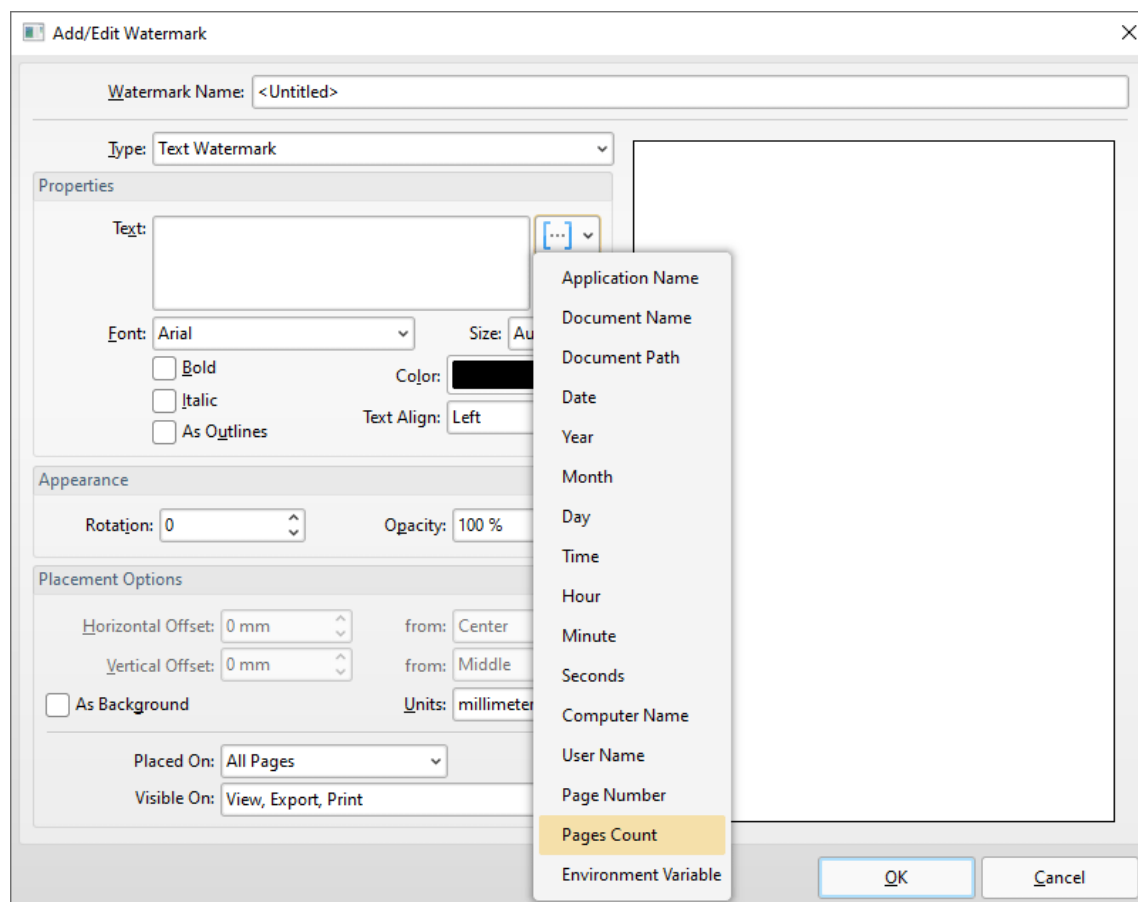 Add/Edit Watermark
Watermark Name: <Untitled>
Type: Text Watermark
Properties
Text:
[...]
Application Name
Document Name
Font: Arial
Size: Au
Document Path
Bold
Color:
Date
Italic
Text Align: Left
As Outlines
Year
Appearance
Month
Rotation: 0
Opacity: 100 %
Day
Time
Placement Options
Hour
Horizontal Offset: 0 mm
from: Center
Minute
Vertical Offset: 0 mm
from: Middle
Seconds
As Background
Units: millimeter
Computer Name
Placed On: All Pages
User Name
Visible On: View, Export, Print
Page Number
Pages Count
Environment Variable
OK
Cancel